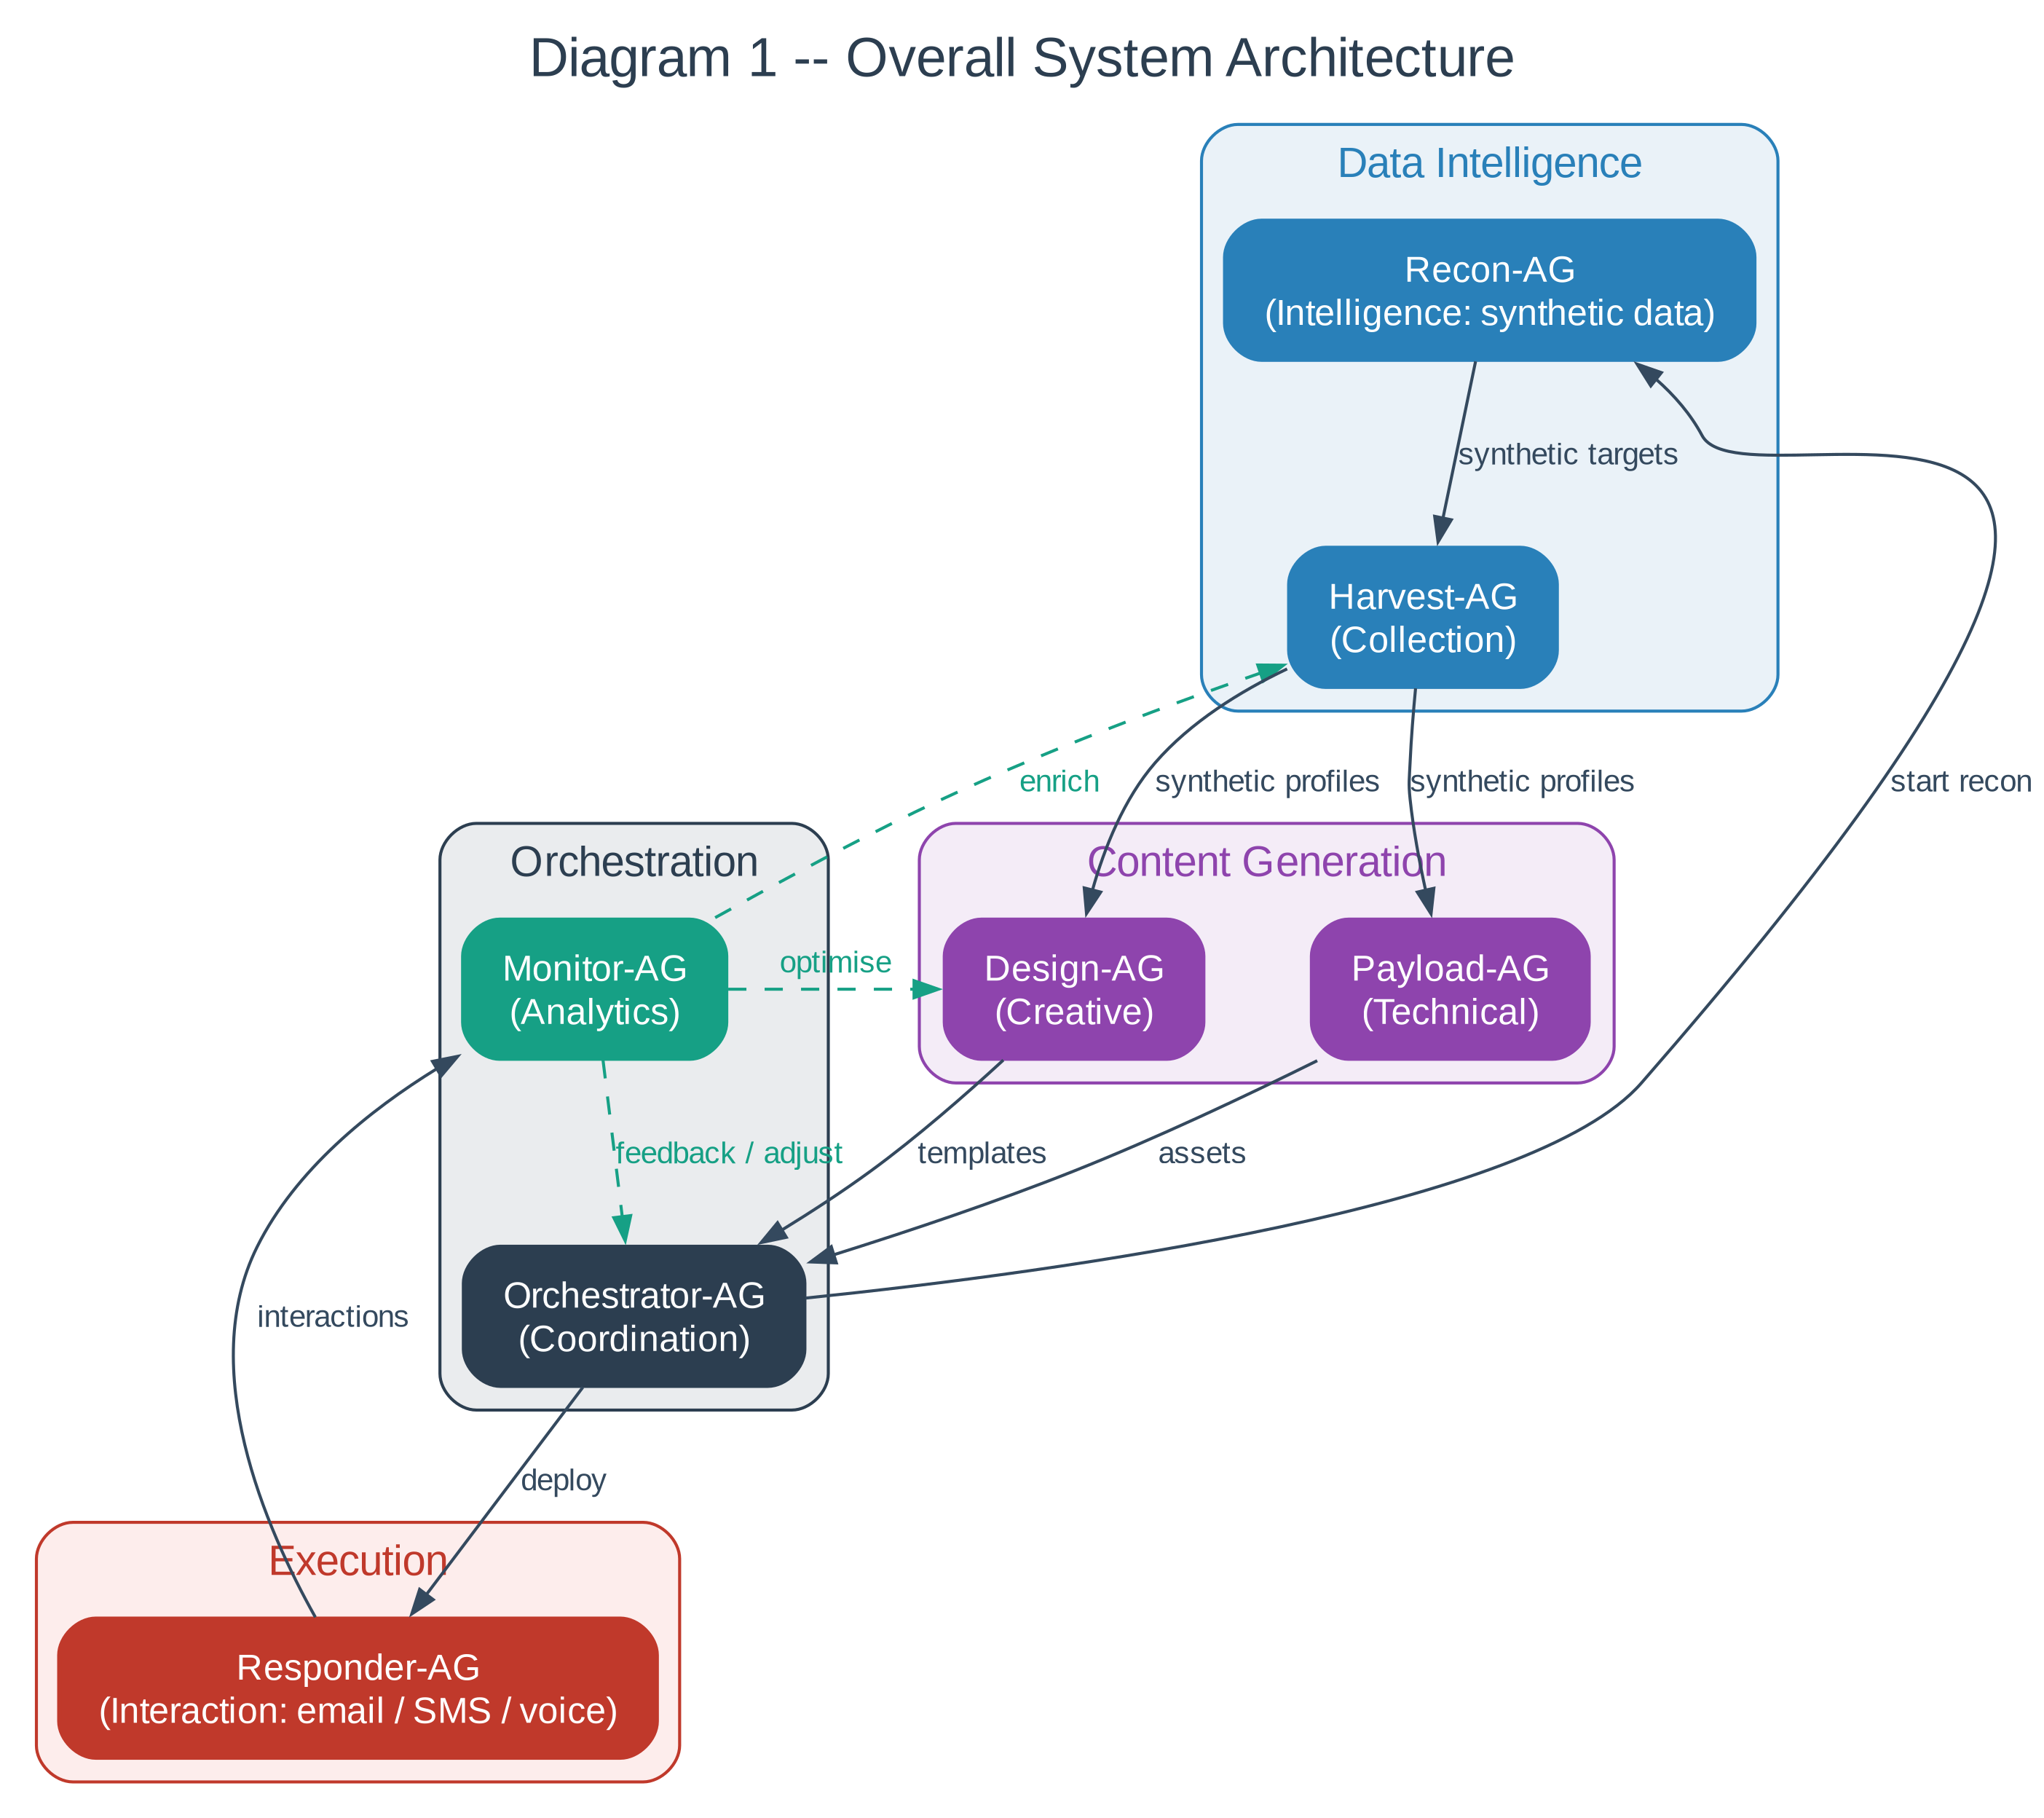 Diagram 1 -- Overall System Architecture
Data Intelligence
Recon-AG
(Intelligence: synthetic data)
synthetic targets
Harvest-AG
(Collection)
enrich
synthetic profiles
synthetic profiles
start recon
Orchestration
Content Generation
Monitor-AG
(Analytics)
optimise
Design-AG
(Creative)
Payload-AG
(Technical)
feedback / adjust
templates
assets
Orchestrator-AG
(Coordination)
interactions
deploy
Execution
Responder-AG
(Interaction: email / SMS / voice)